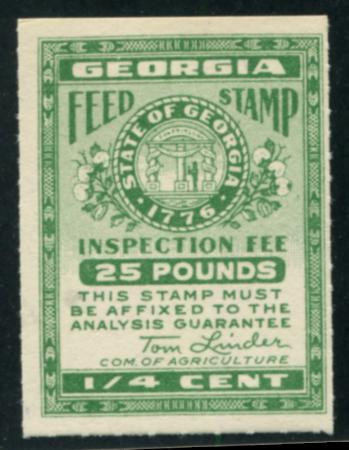 GEORGIA
FEED STAMP
STATE OF GEORGIA
1776
INSPECTION FEE
25 POUNDS
THIS STAMP MUST
BE AFFIXED TO THE
ANALYSIS GUARANTEE
Tom Linder
COM. OF AGRICULTURE
1/4 CENT